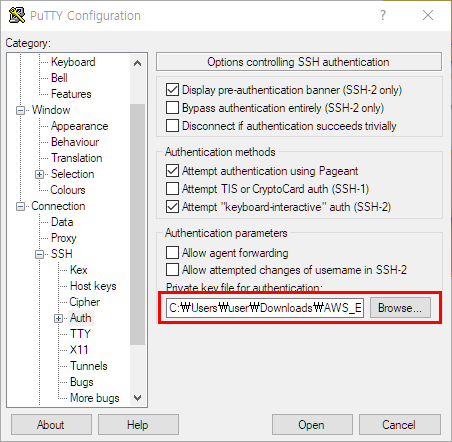 PuTTY Configuration
Category:
Keyboard
Bell
Features
Window
Appearance
Behaviour
Translation
Selection
Colours
Connection
Data
Proxy
SSH
Kex
Host keys
Cipher
Auth
TTY
X11
Tunnels
Bugs
More bugs
Options controlling SSH authentication
Display pre-authentication banner (SSH-2 only)
Bypass authentication entirely (SSH-2 only)
Disconnect if authentication succeeds trivially
Authentication methods
Attempt authentication using Pageant
Attempt TIS or CryptoCard auth (SSH-1)
Attempt "keyboard-interactive" auth (SSH-2)
Authentication parameters
Allow agent forwarding
Allow attempted changes of username in SSH-2
Private key file for authentication:
C:₩Users₩user₩Downloads₩AWS_E Browse...
About Help Open Cancel